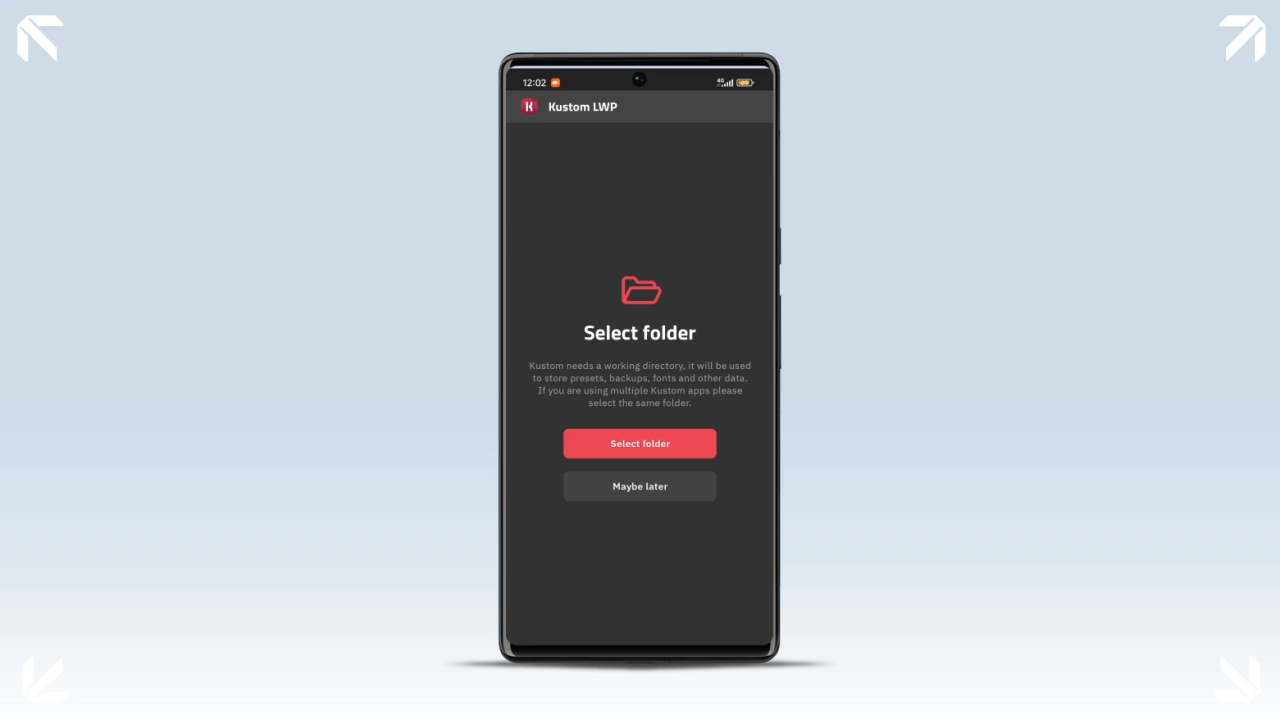 12:02
Kustom LWP
Select folder
Kustom needs a working directory, it will be used
to store presets, backups, fonts and other data.
If you are using multiple Kustom apps please
select the same folder.
Select folder
Maybe later